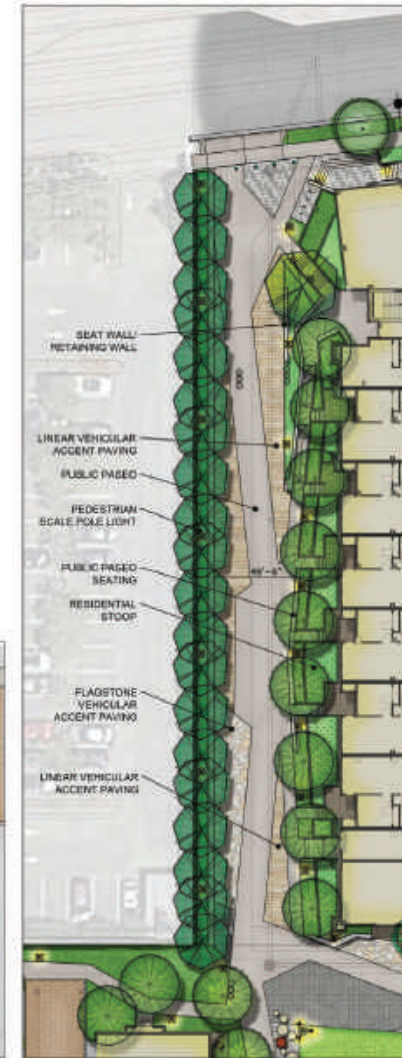 SEAT WALL/
RETAINING WALL
LINEAR VEHICULAR
ACCENT PAVING
PUBLIC PASEO
PEDESTRIAN
SCALE POLE LIGHT
PUBLIC PASEO
SEATING
RESIDENTIAL
STOOP
FLAGSTONE
VEHICULAR
ACCENT PAVING
LINEAR VEHICULAR
ACCENT PAVING